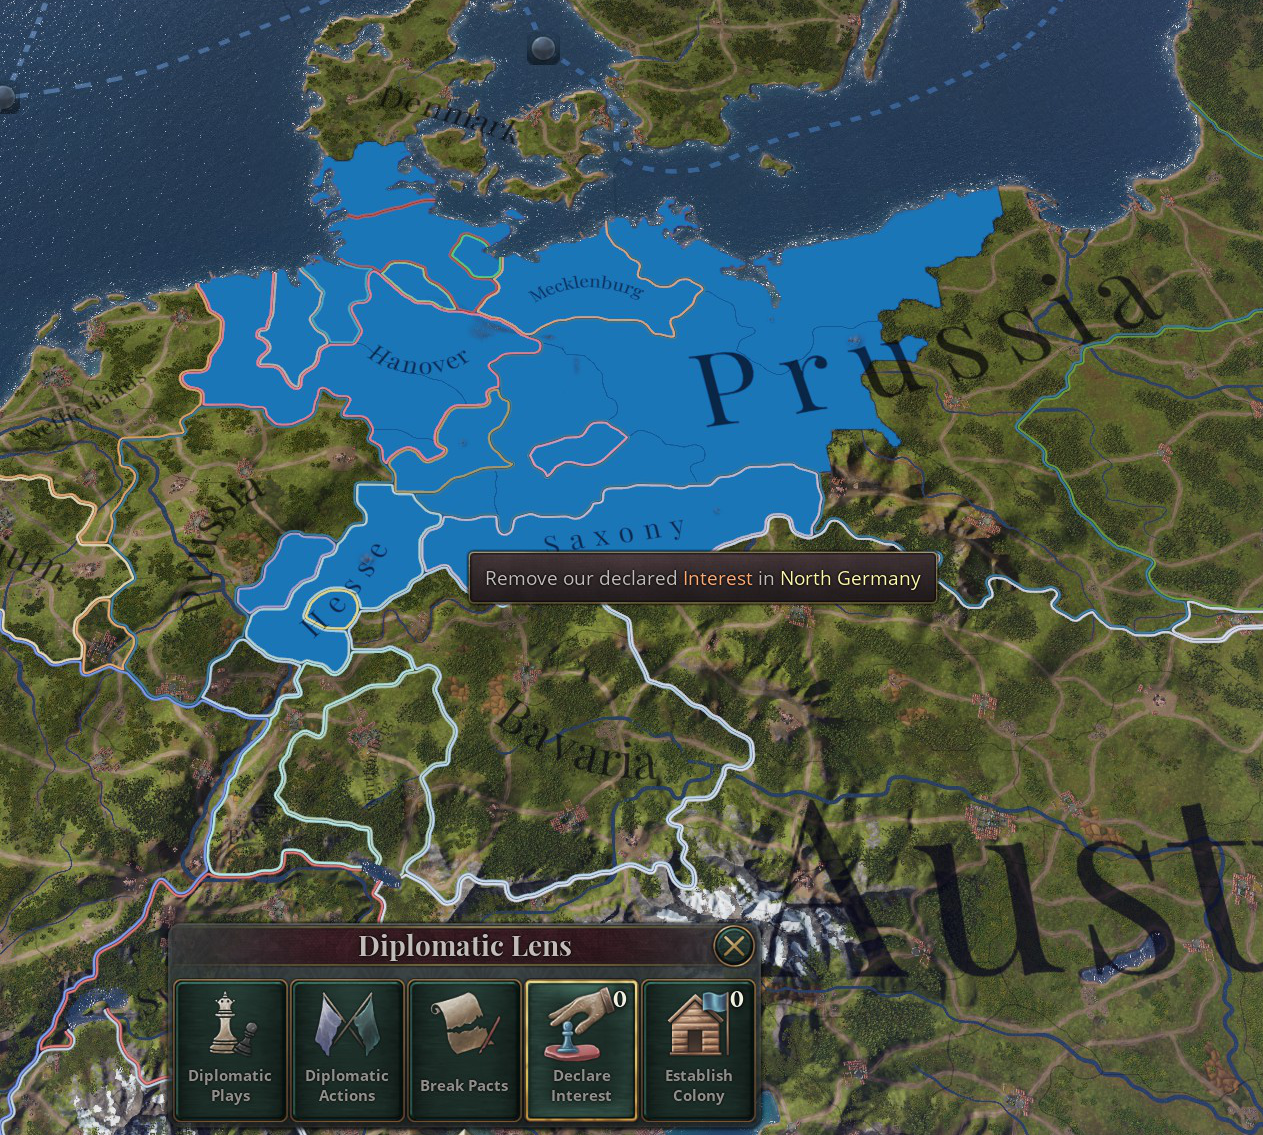 Denmark
Mecklenburg
Prussia
Hanover
Netherlands
Prussia
Saxony
Hesse
Remove our declared Interest in North Germany
Bavaria
Aust
Diplomatic Lens
0
0
Diplomatic
Plays
Diplomatic
Actions
Break Pacts
Declare
Interest
Establish
Colony